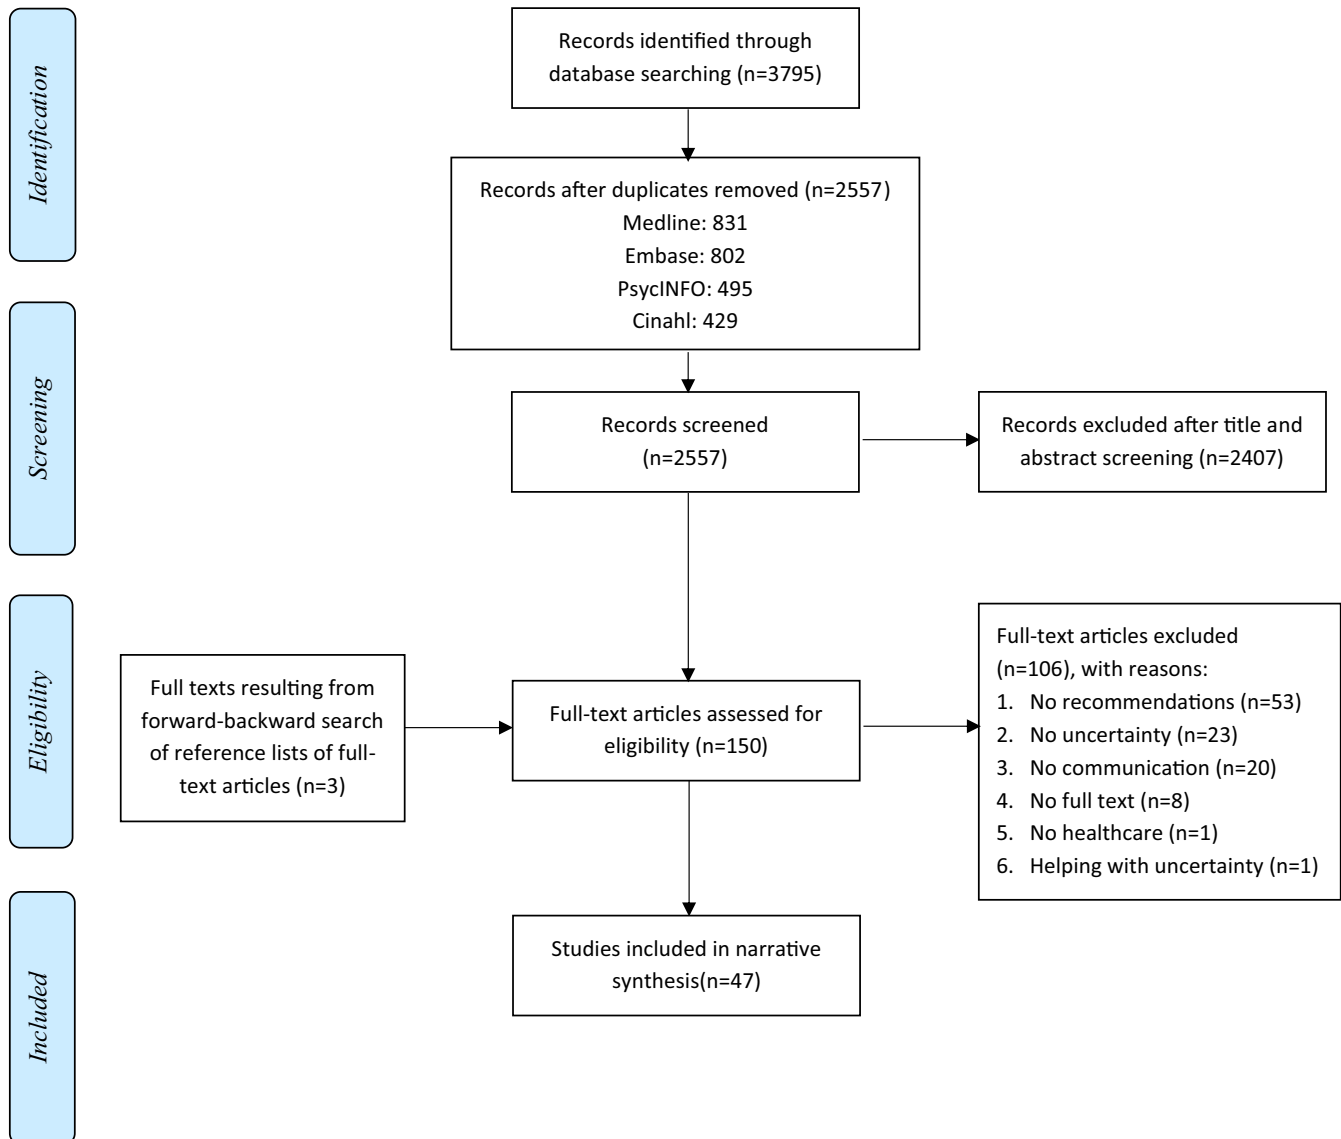 Identification
Records identified through
database searching (n=3795)
Records after duplicates removed (n=2557)
Medline: 831
Embase: 802
PsycINFO: 495
Cinahl: 429
Screening
Records screened
(n=2557)
Records excluded after title and
abstract screening (n=2407)
Eligibility
Full texts resulting from
forward-backward search
of reference lists of full-
text articles (n=3)
Full-text articles assessed for
eligibility (n=150)
Full-text articles excluded
(n=106), with reasons:
1. No recommendations (n=53)
2. No uncertainty (n=23)
3. No communication (n=20)
4. No full text (n=8)
5. No healthcare (n=1)
6. Helping with uncertainty (n=1)
Included
Studies included in narrative
synthesis(n=47)